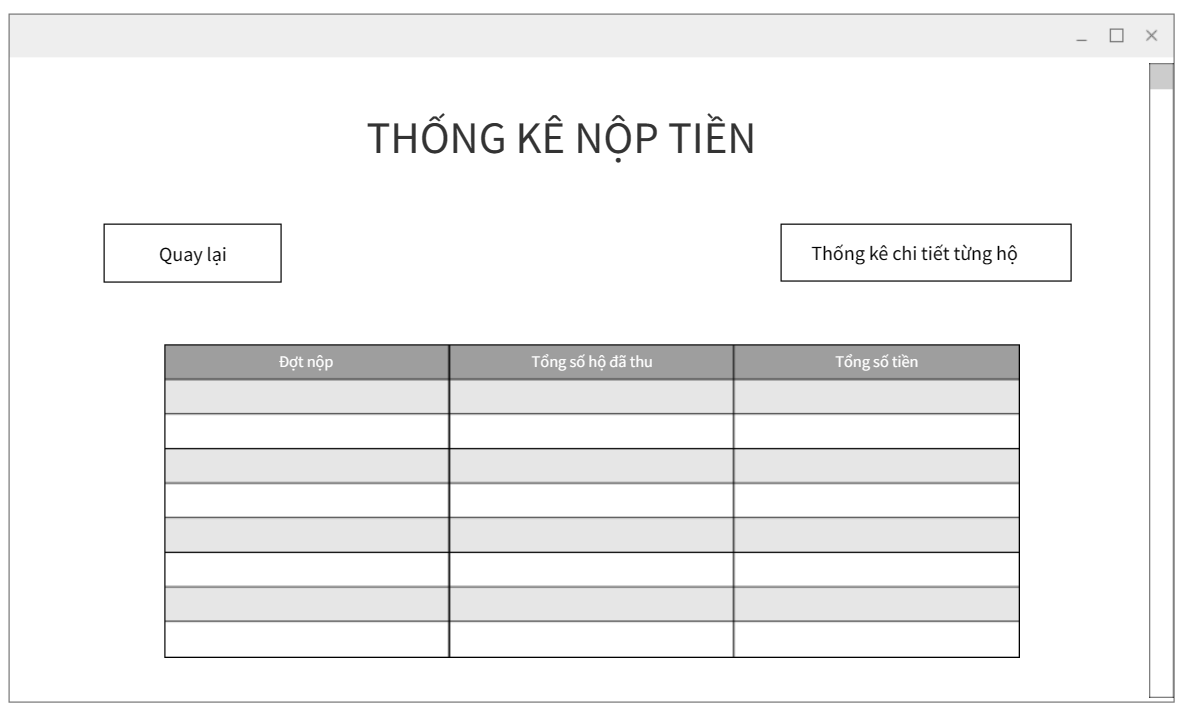 THỐNG KÊ NỘP TIỀN
Quay lại
Thống kê chi tiết từng hộ
Đợt nộp
Tổng số hộ đã thu
Tổng số tiền